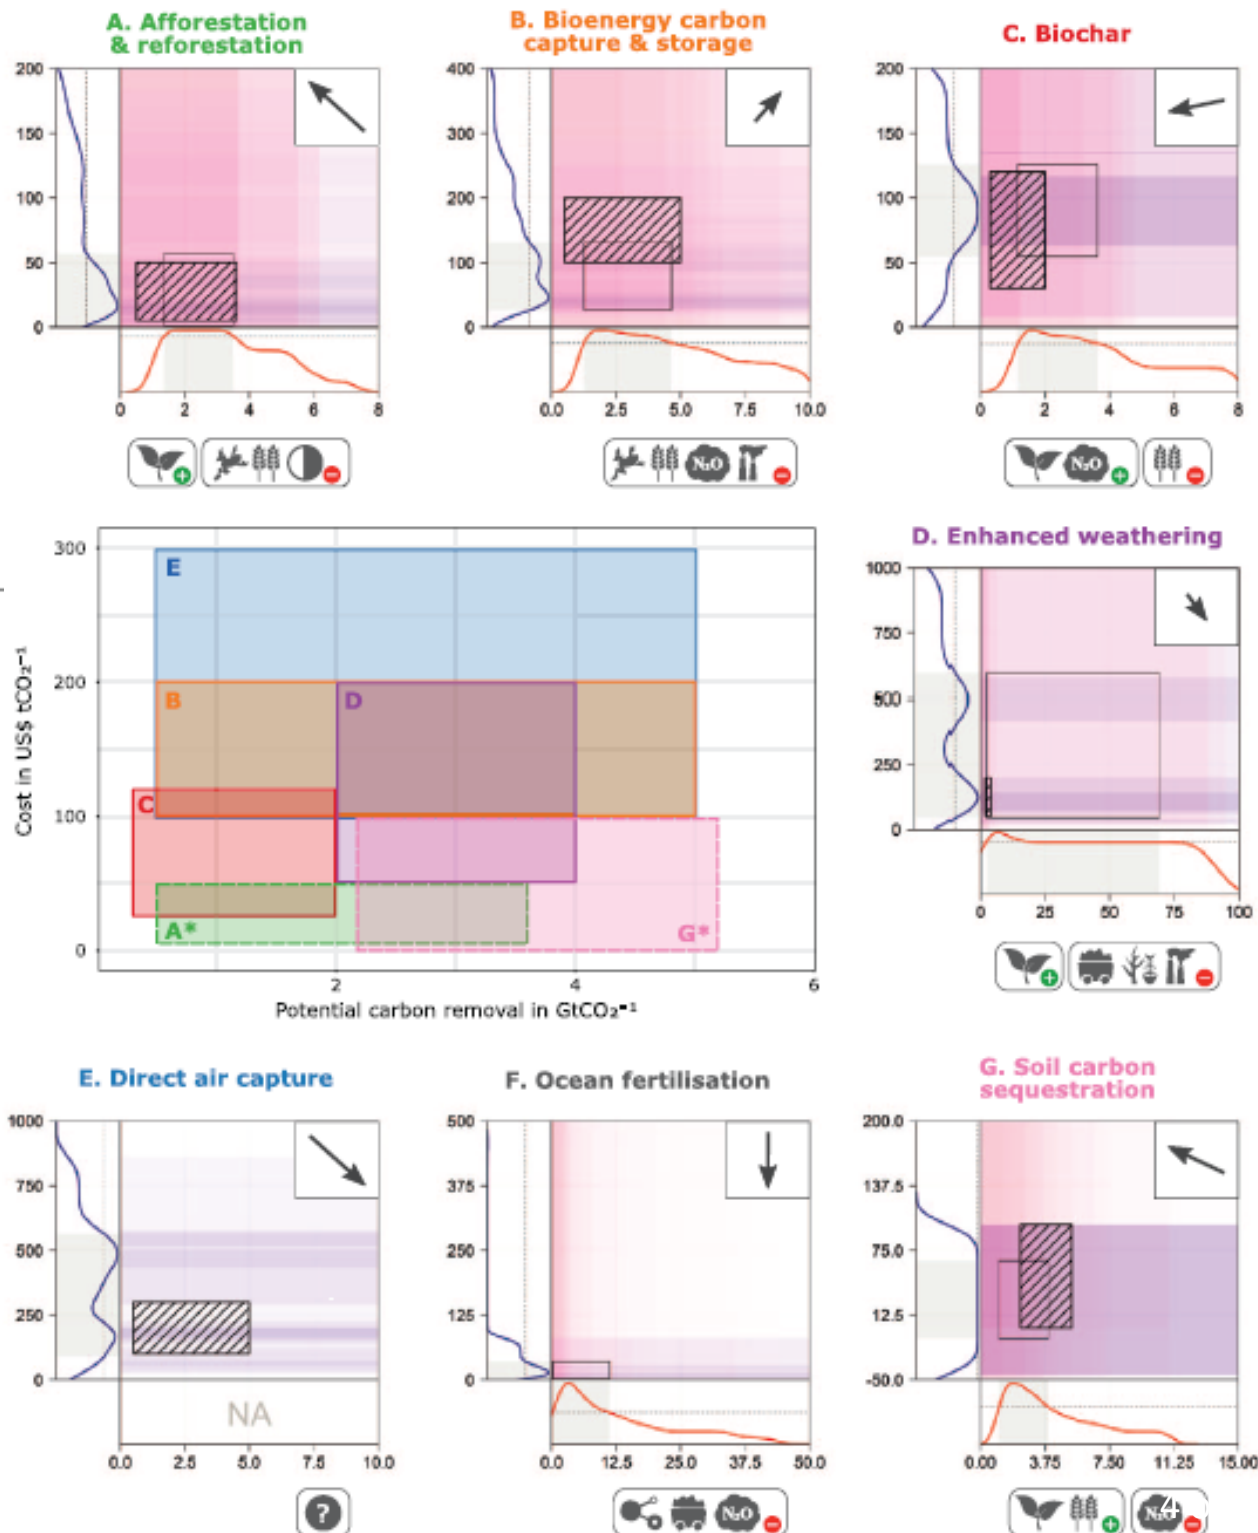 A. Afforestation
& reforestation
B. Bioenergy carbon
capture & storage
C. Biochar
200
150
100
50
0
0 2 4 6 8
400
300
200
100
0
0.0 2.5 5.0 7.5 10.0
200
150
100
50
0
0 2 4 6 8
N₂O
N₂O
D. Enhanced weathering
Cost in US$ tCO₂⁻¹
300
200
100
0
E
B
D
C
A*
G*
2 4 6
Potential carbon removal in GtCO₂⁻¹
1000
750
500
250
0
0 25 50 75 100
E. Direct air capture
F. Ocean fertilisation
G. Soil carbon
sequestration
1000
750
500
250
0
NA
0.0 2.5 5.0 7.5 10.0
?
500
375
250
125
0
0.0 12.5 25.0 37.5 50.0
N₂O
200.0
137.5
75.0
12.5
-50.0
0.00 3.75 7.50 11.25 15.00